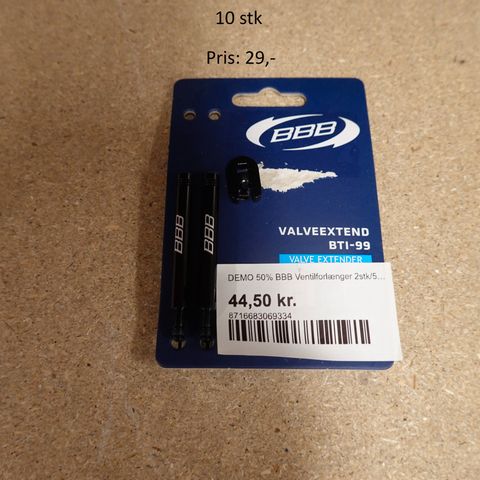 10 stk
Pris: 29,-
BBB
VALVEEXTEND
BTI-99
VALVE EXTENDER
BBB
BBB
DEMO 50% BBB Ventilforlænger 2stk/5...
44,50 kr.
8716683069334